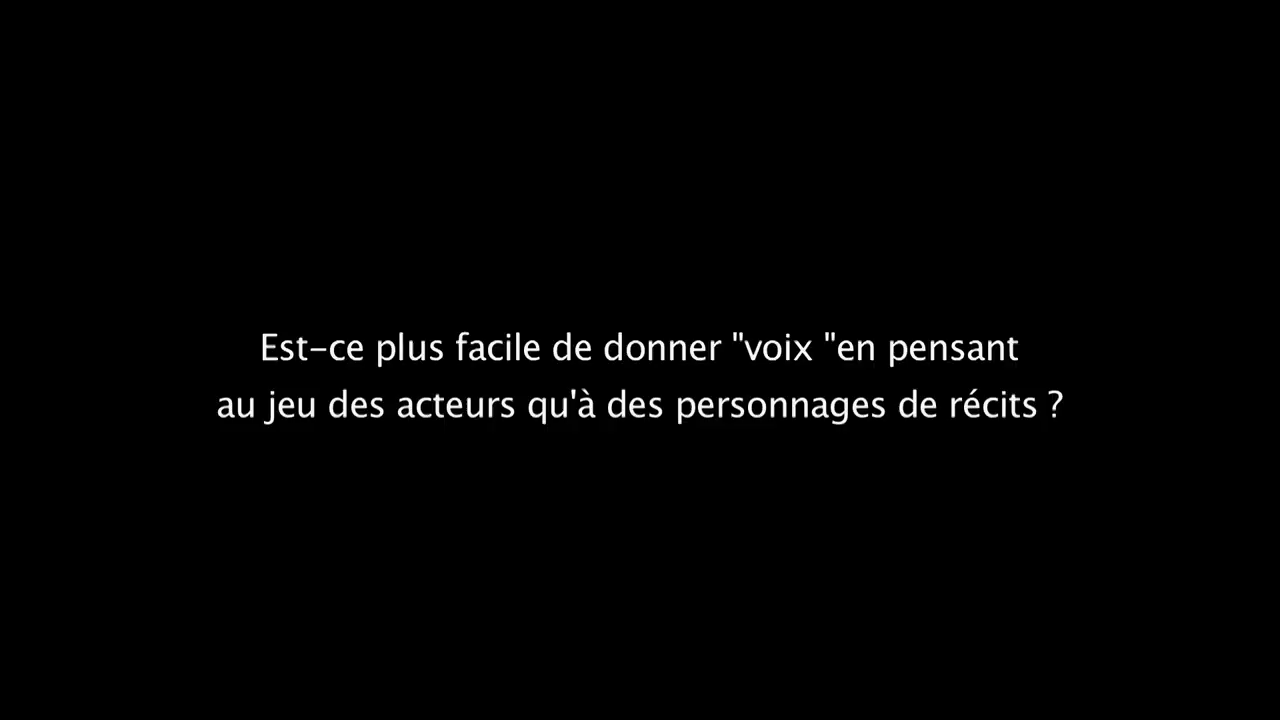 Est-ce plus facile de donner "voix "en pensant
au jeu des acteurs qu'à des personnages de récits ?